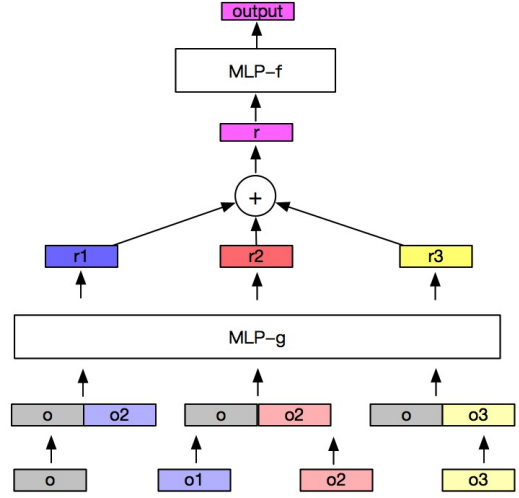 output
MLP-f
r
+
r1 r2 r3
MLP-g
o o2 o o2 o o3
o o1 o2 o3